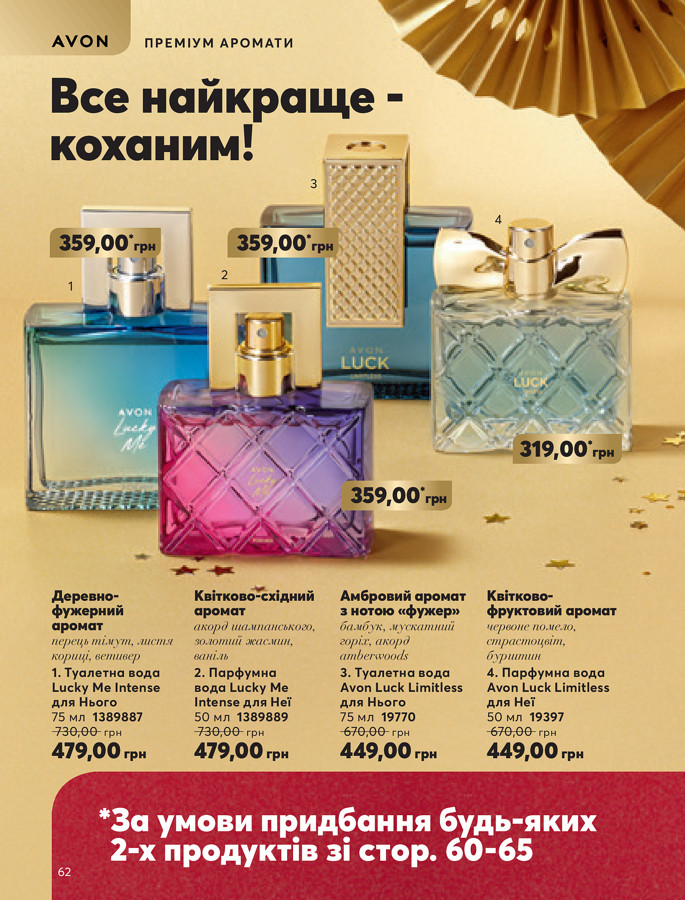 AVON
ПРЕМІУМ АРОМАТИ
Все найкраще -
коханим!
3
4
359,00* грн
359,00* грн
1
2
AVON
LUCK
LIMITLESS
AVON
LUCK
AVON
Lucky
Me
AVON
Lucky
Me
319,00* грн
359,00* грн
Деревно-
фужерний
аромат
перець тімут, листя
кориці, ветивер
1. Туалетна вода
Lucky Me Intense
для Нього
75 мл 1389887
730,00 грн
479,00 грн
Квітково-східний
аромат
акорд шампанського,
золотий жасмин,
ваніль
2. Парфумна
вода Lucky Me
Intense для Неї
50 мл 1389889
730,00 грн
479,00 грн
Амбровий аромат
з нотою «фужер»
бамбук, мускатний
горіх, акорд
amberwoods
3. Туалетна вода
Avon Luck Limitless
для Нього
75 мл 19770
670,00 грн
449,00 грн
Квітково-
фруктовий аромат
червоне помело,
страстоцвіт,
бурштин
4. Парфумна вода
Avon Luck Limitless
для Неї
50 мл 19397
670,00 грн
449,00 грн
*За умови придбання будь-яких
2-х продуктів зі стор. 60-65
62